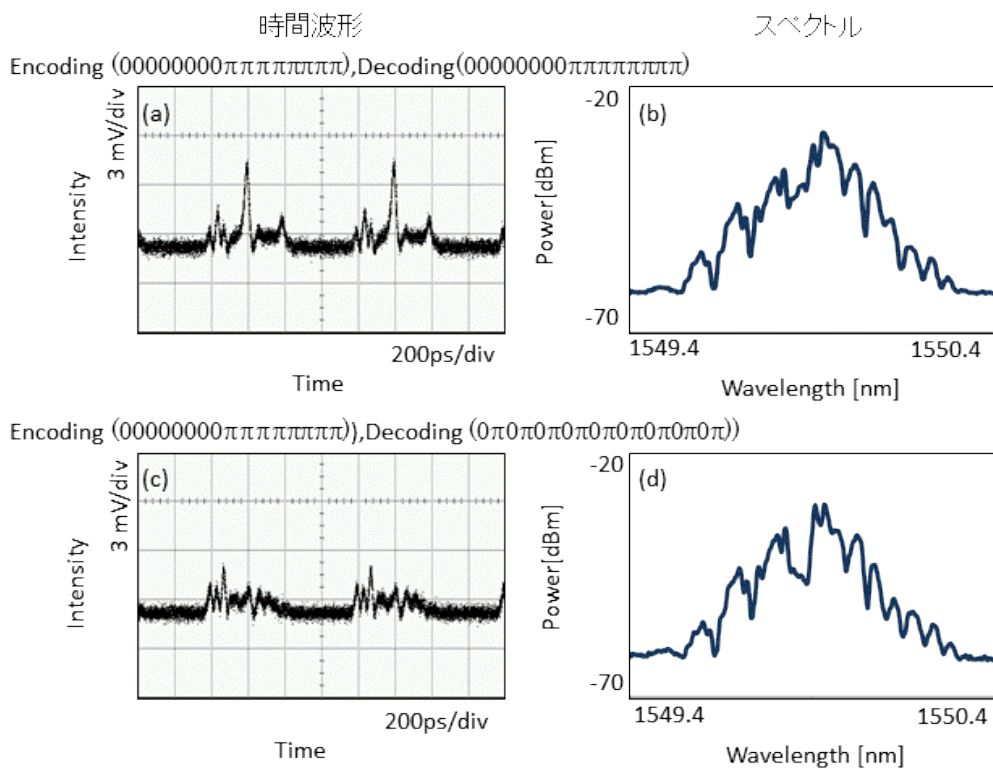 時間波形
スペクトル
Encoding (00000000ππππππππ),Decoding(00000000ππππππππ)
(a)
3 mV/div
Intensity
200ps/div
Time
(b)
-20
Power[dBm]
-70
1549.4
1550.4
Wavelength [nm]
Encoding (00000000ππππππππ)),Decoding ((0π0π0π0π0π0π0π0π0π))
(c)
3 mV/div
Intensity
200ps/div
Time
(d)
-20
Power[dBm]
-70
1549.4
1550.4
Wavelength [nm]